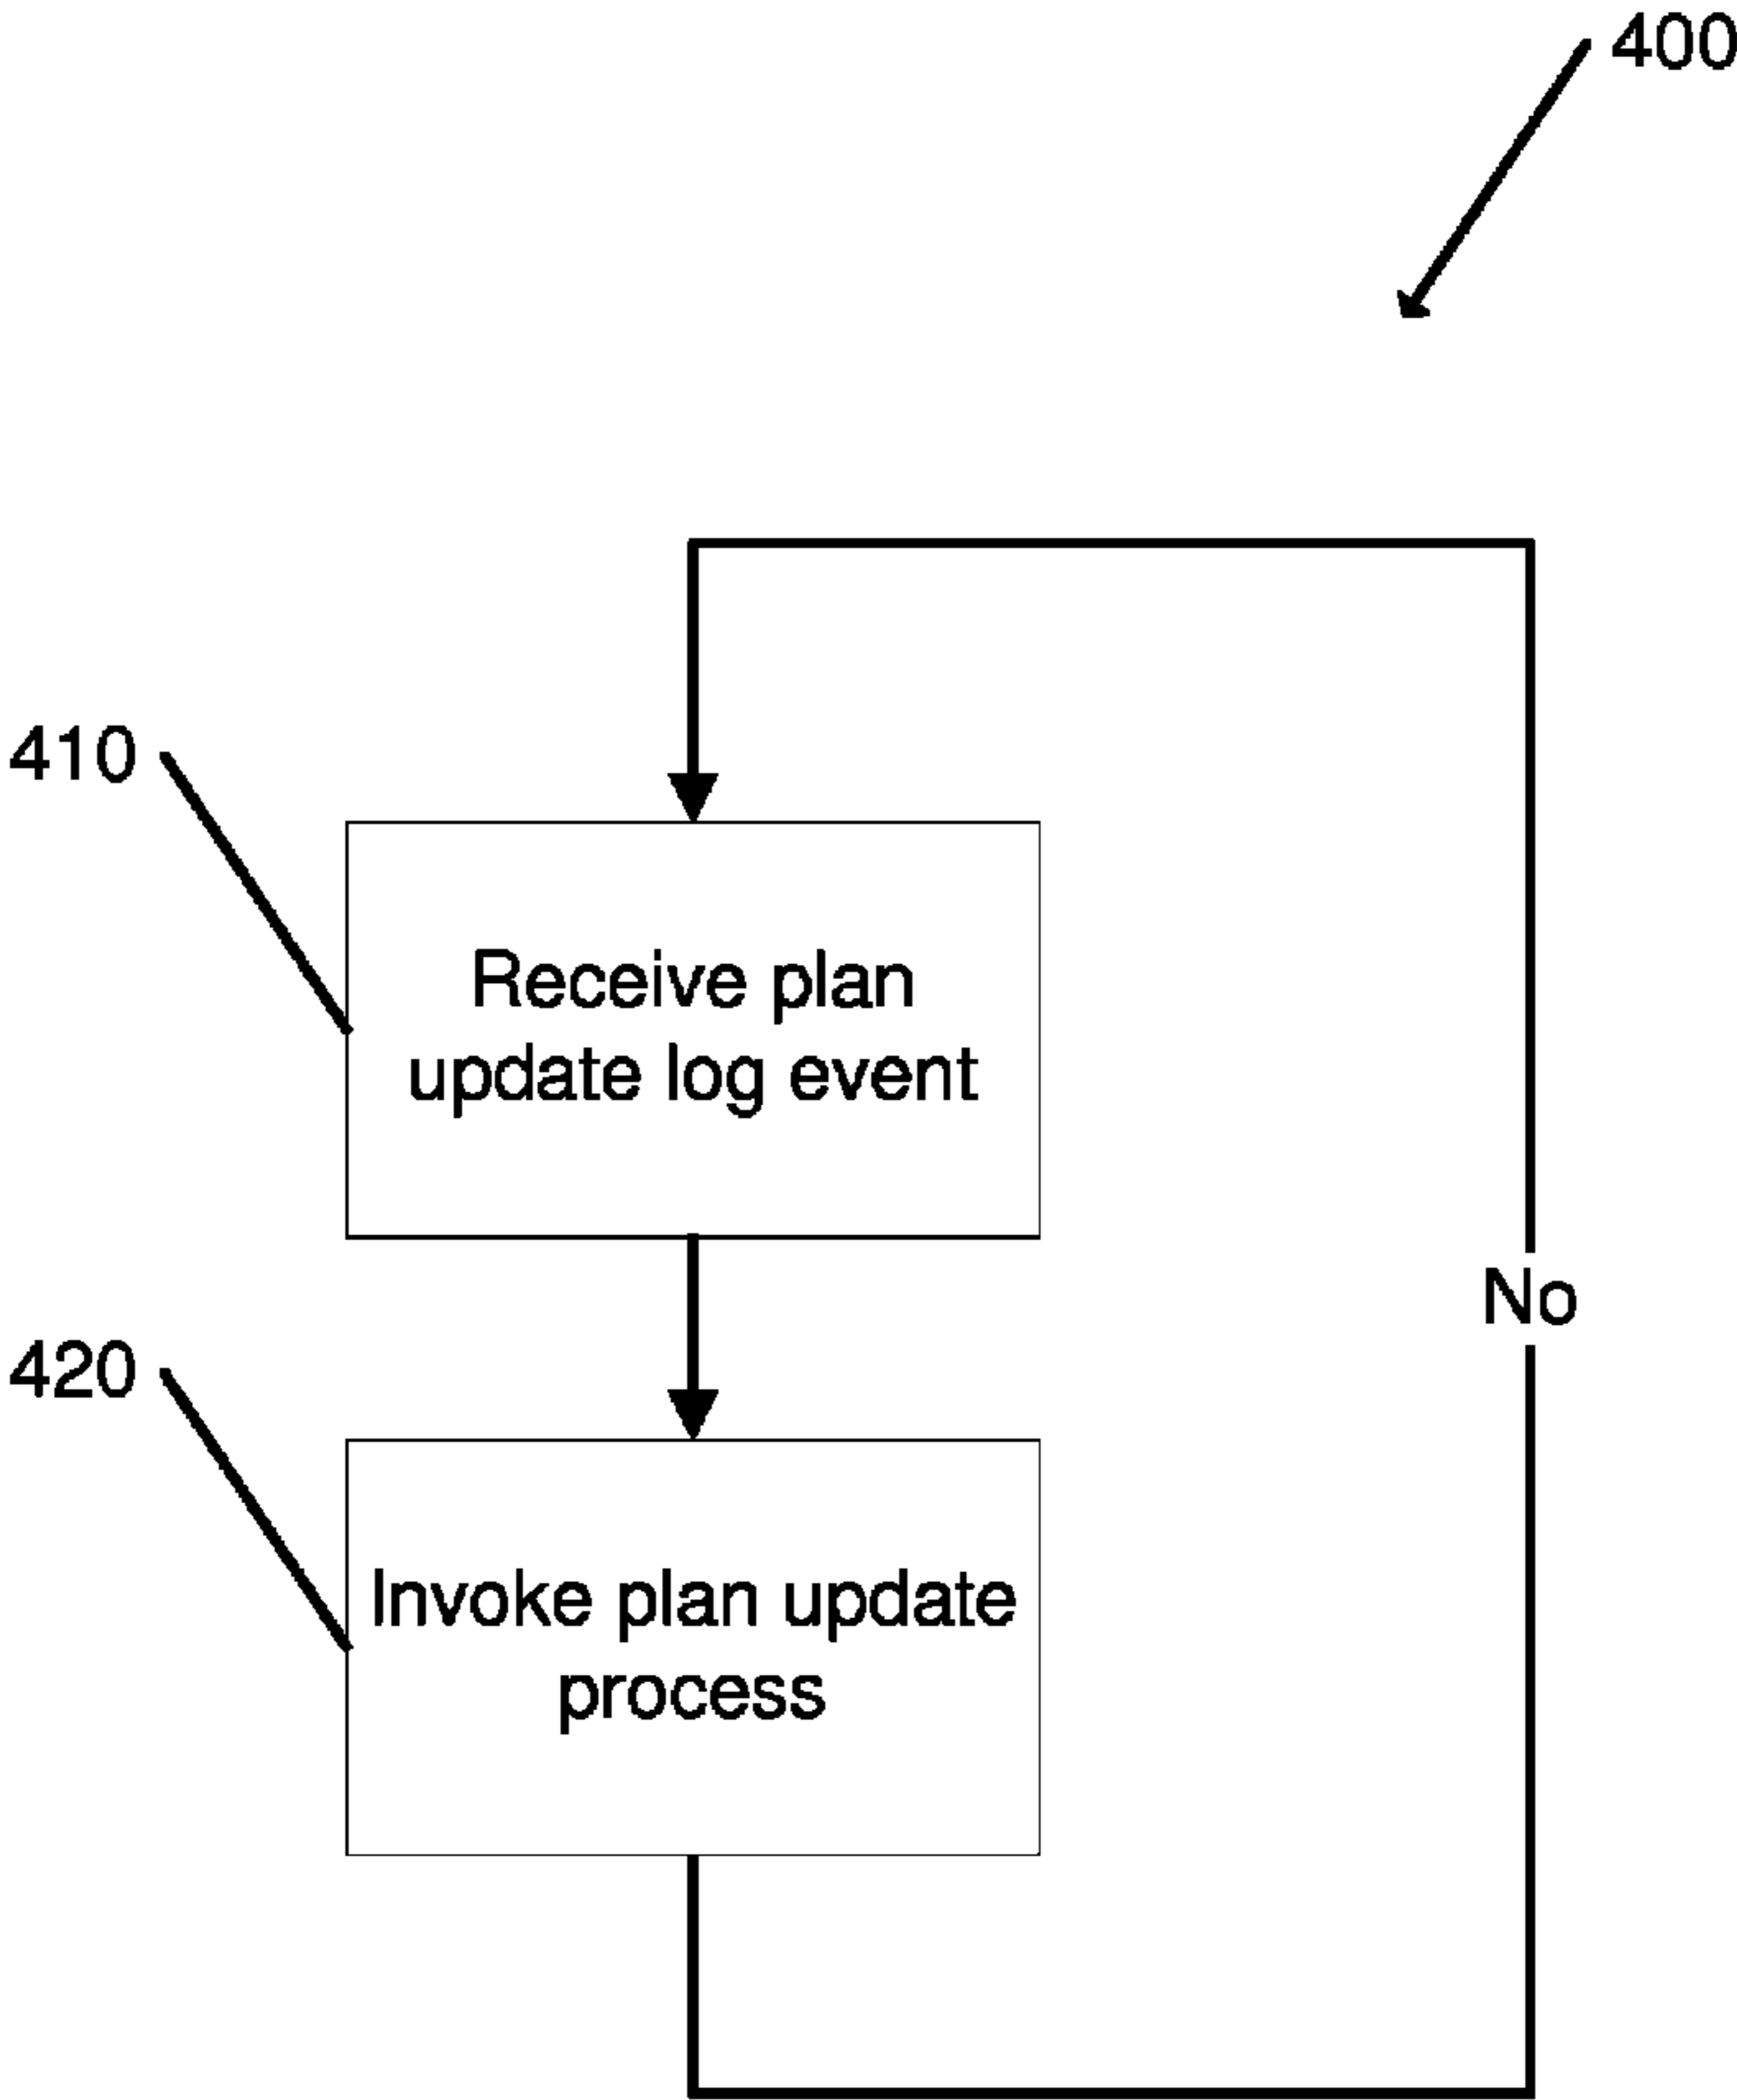 400
410
Receive plan
update log event
No
420
Invoke plan update
process